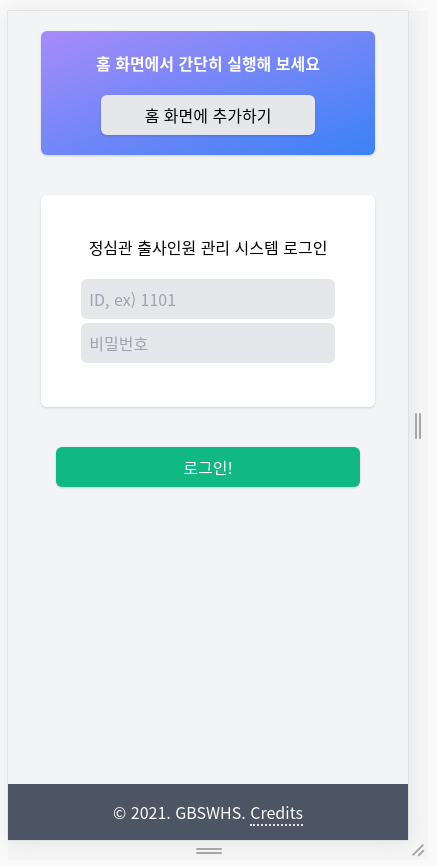 홈 화면에서 간단히 실행해 보세요
홈 화면에 추가하기
정심관 출사인원 관리 시스템 로그인
ID, ex) 1101
비밀번호
로그인!
© 2021. GBSWHS. Credits